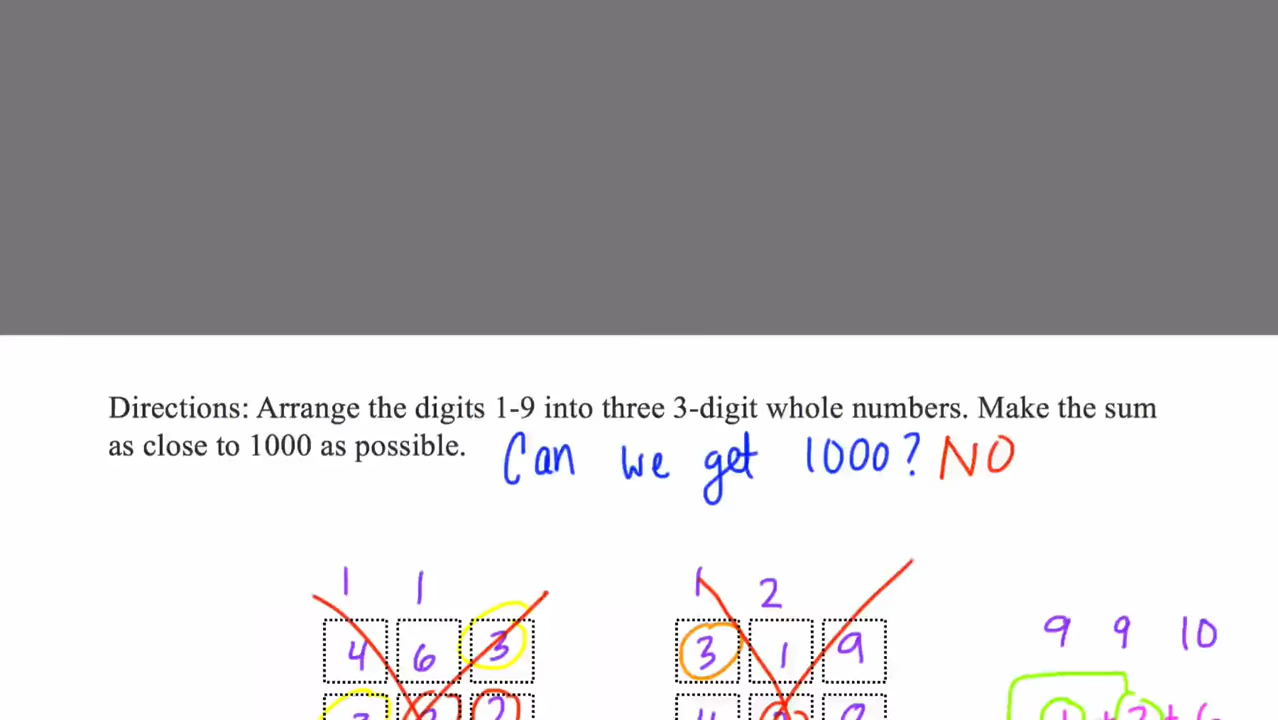 Directions: Arrange the digits 1-9 into three 3-digit whole numbers. Make the sum
as close to 1000 as possible. Can we get 1000? NO
1 1 1 2
4 6 3 3 1 9 9 9 10